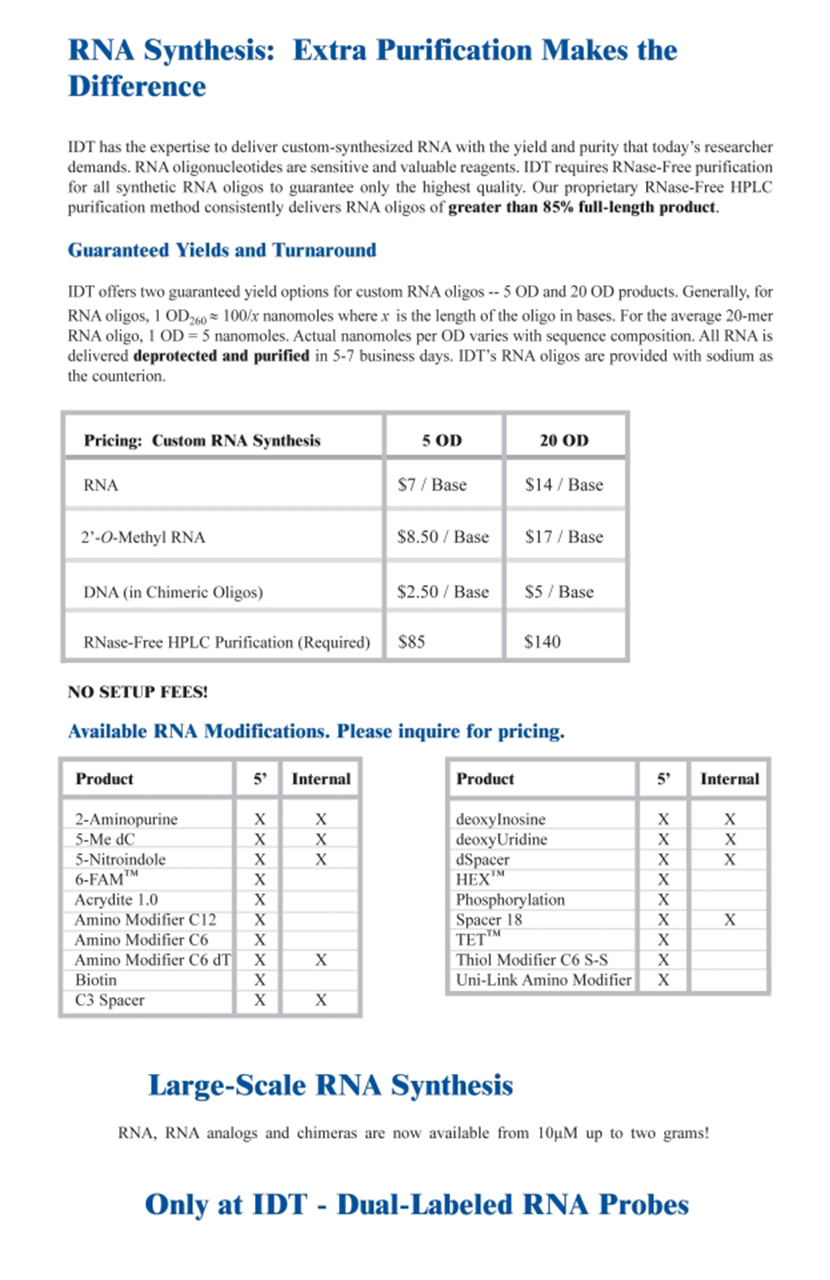 RNA Synthesis:  Extra Purification Makes the
Difference
IDT has the expertise to deliver custom-synthesized RNA with the yield and purity that today's researcher
demands. RNA oligonucleotides are sensitive and valuable reagents. IDT requires RNase-Free purification
for all synthetic RNA oligos to guarantee only the highest quality. Our proprietary RNase-Free HPLC
purification method consistently delivers RNA oligos of greater than 85% full-length product.
Guaranteed Yields and Turnaround
IDT offers two guaranteed yield options for custom RNA oligos -- 5 OD and 20 OD products. Generally, for
RNA oligos, 1 OD260 ≈ 100/x nanomoles where x is the length of the oligo in bases. For the average 20-mer
RNA oligo, 1 OD = 5 nanomoles. Actual nanomoles per OD varies with sequence composition. All RNA is
delivered deprotected and purified in 5-7 business days. IDT's RNA oligos are provided with sodium as
the counterion.
Pricing:  Custom RNA Synthesis 5 OD 20 OD
RNA $7 / Base $14 / Base
2'-O-Methyl RNA $8.50 / Base $17 / Base
DNA (in Chimeric Oligos) $2.50 / Base $5 / Base
RNase-Free HPLC Purification (Required) $85 $140
NO SETUP FEES!
Available RNA Modifications. Please inquire for pricing.
Product 5' Internal
2-Aminopurine X X
5-Me dC X X
5-Nitroindole X X
6-FAM™ X
Acrydite 1.0 X
Amino Modifier C12 X
Amino Modifier C6 X
Amino Modifier C6 dT X X
Biotin X
C3 Spacer X X
Product 5' Internal
deoxyInosine X X
deoxyUridine X X
dSpacer X X
HEX™ X
Phosphorylation X
Spacer 18 X X
TET™ X
Thiol Modifier C6 S-S X
Uni-Link Amino Modifier X
Large-Scale RNA Synthesis
RNA, RNA analogs and chimeras are now available from 10µM up to two grams!
Only at IDT - Dual-Labeled RNA Probes